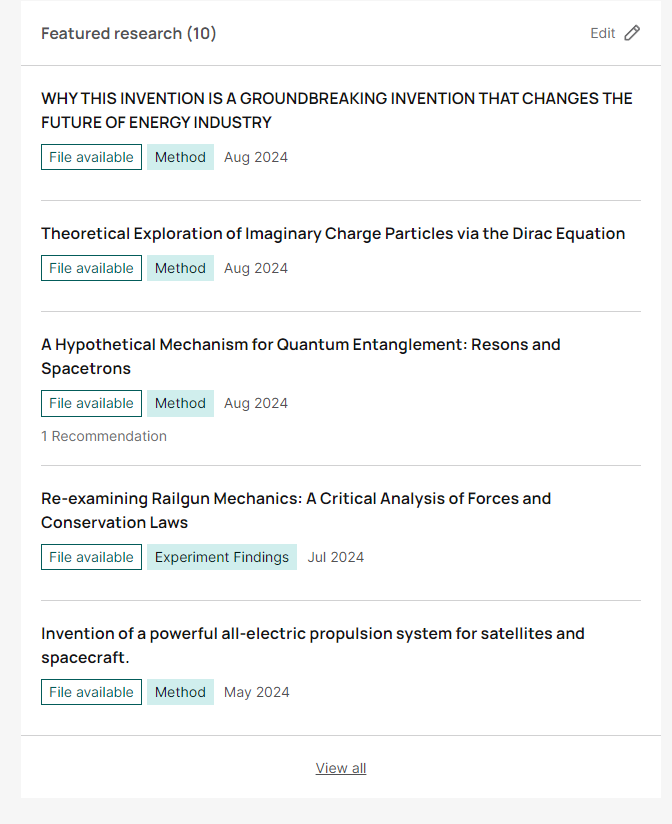 Featured research (10)
Edit
WHY THIS INVENTION IS A GROUNDBREAKING INVENTION THAT CHANGES THE
FUTURE OF ENERGY INDUSTRY
File available Method Aug 2024
Theoretical Exploration of Imaginary Charge Particles via the Dirac Equation
File available Method Aug 2024
A Hypothetical Mechanism for Quantum Entanglement: Resons and
Spacetrons
File available Method Aug 2024
1 Recommendation
Re-examining Railgun Mechanics: A Critical Analysis of Forces and
Conservation Laws
File available Experiment Findings Jul 2024
Invention of a powerful all-electric propulsion system for satellites and
spacecraft.
File available Method May 2024
View all